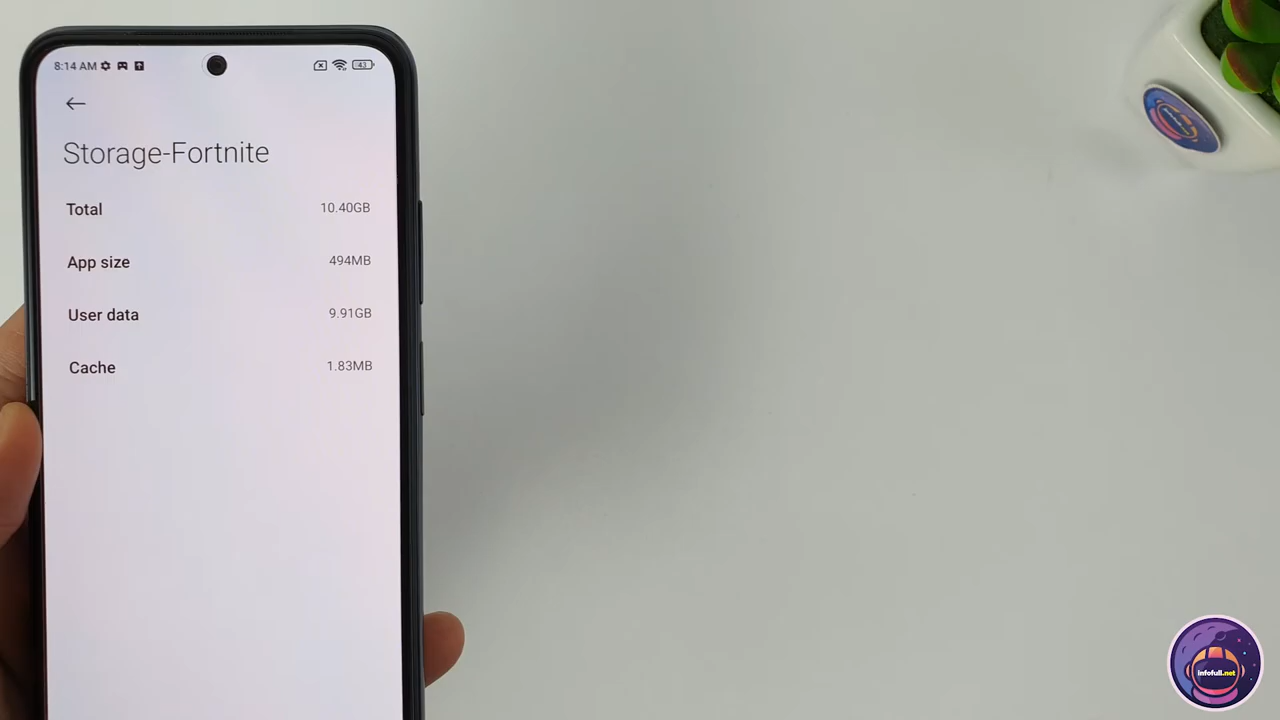 8:14 AM
43
Storage-Fortnite
Total 10.40GB
App size 494MB
User data 9.91GB
Cache 1.83MB
infofull.net